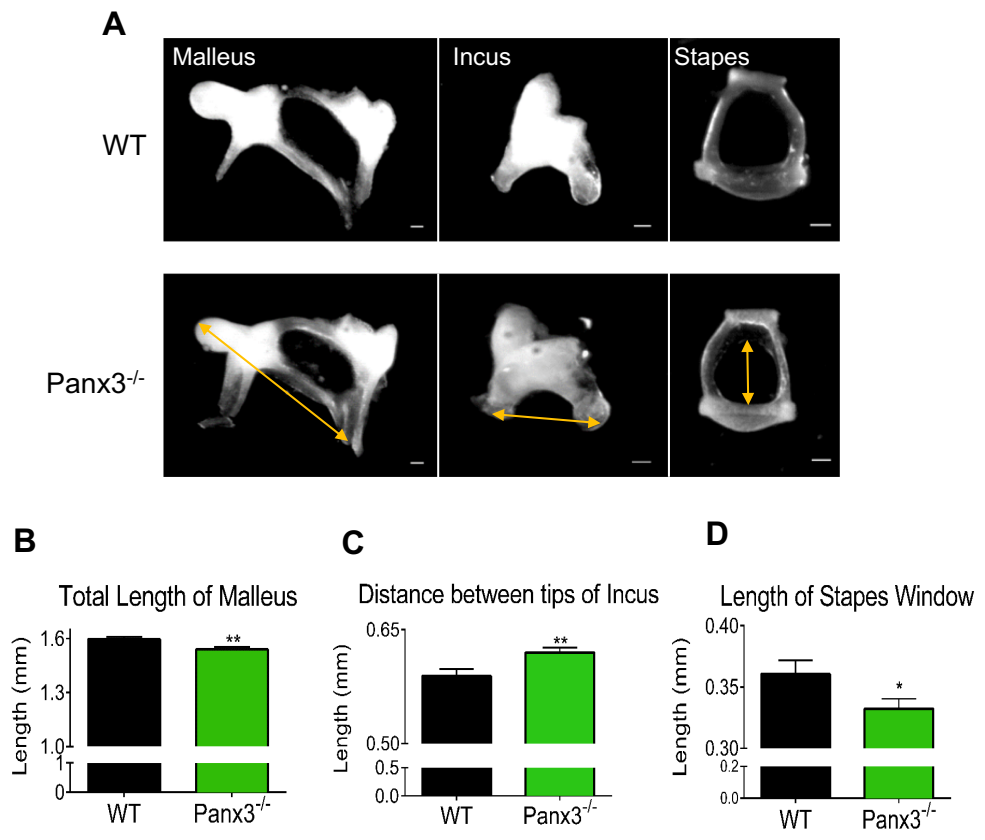 A
Malleus
Incus
Stapes
WT
Panx3-/-
B
Total Length of Malleus
Length (mm)
1.6
1.3
1.0
1
0
**
WT
Panx3-/-
C
Distance between tips of Incus
Length (mm)
0.65
0.50
0.5
0.0
**
WT
Panx3-/-
D
Length of Stapes Window
Length (mm)
0.40
0.35
0.30
0.2
0.0
*
WT
Panx3-/-